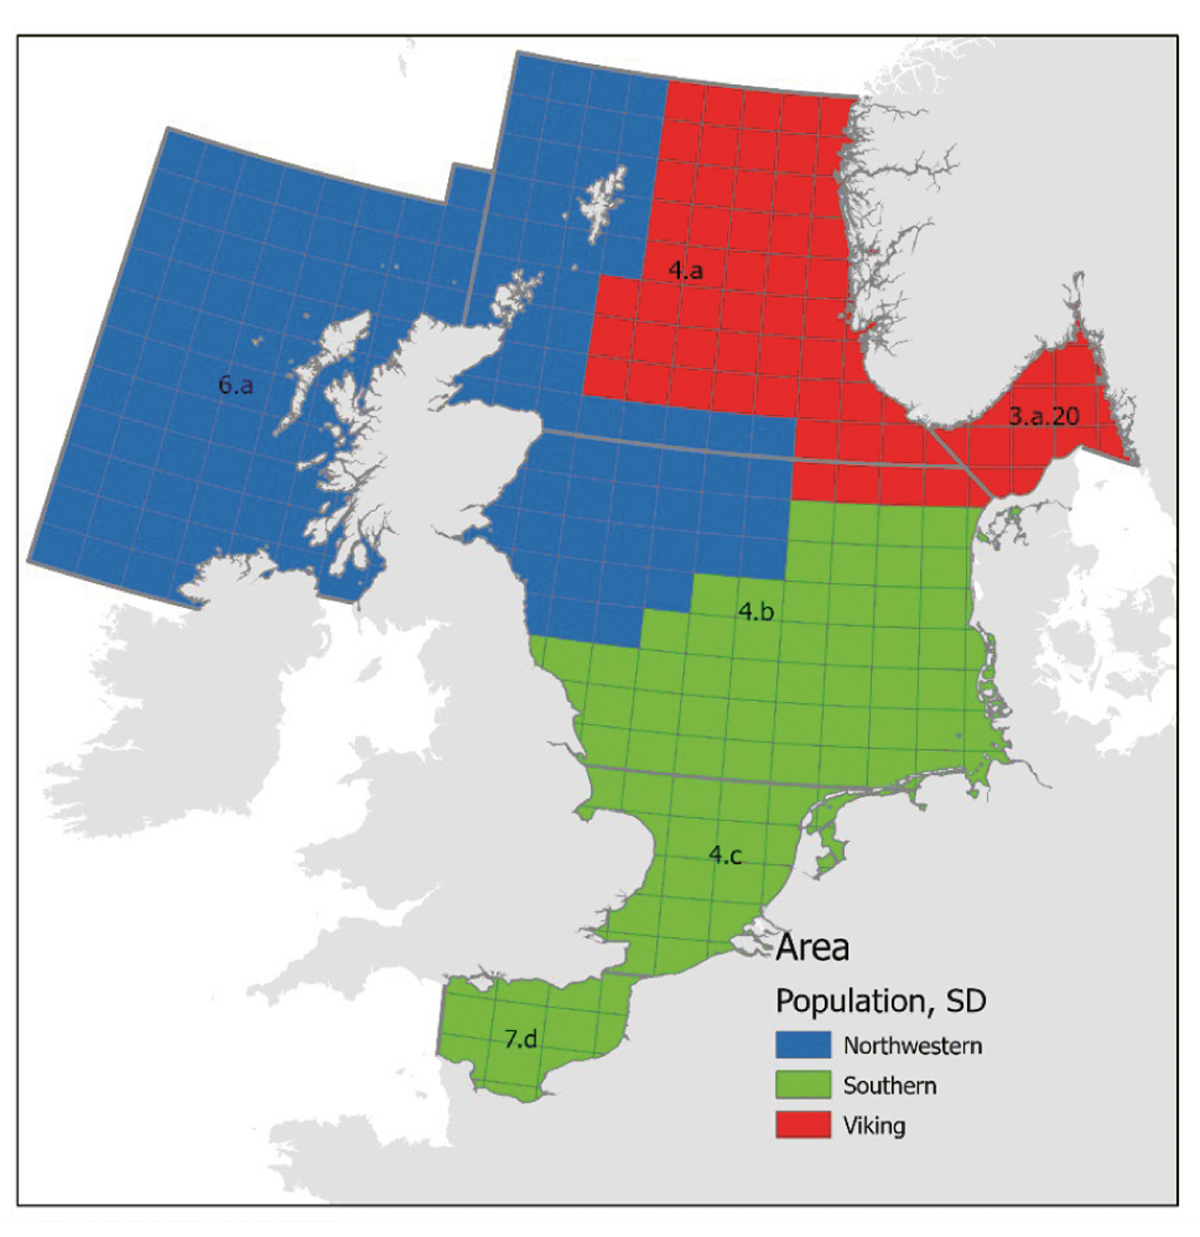 4.a
6.a
3.a.20
4.b
4.c
7.d
Area
Population, SD
Northwestern
Southern
Viking